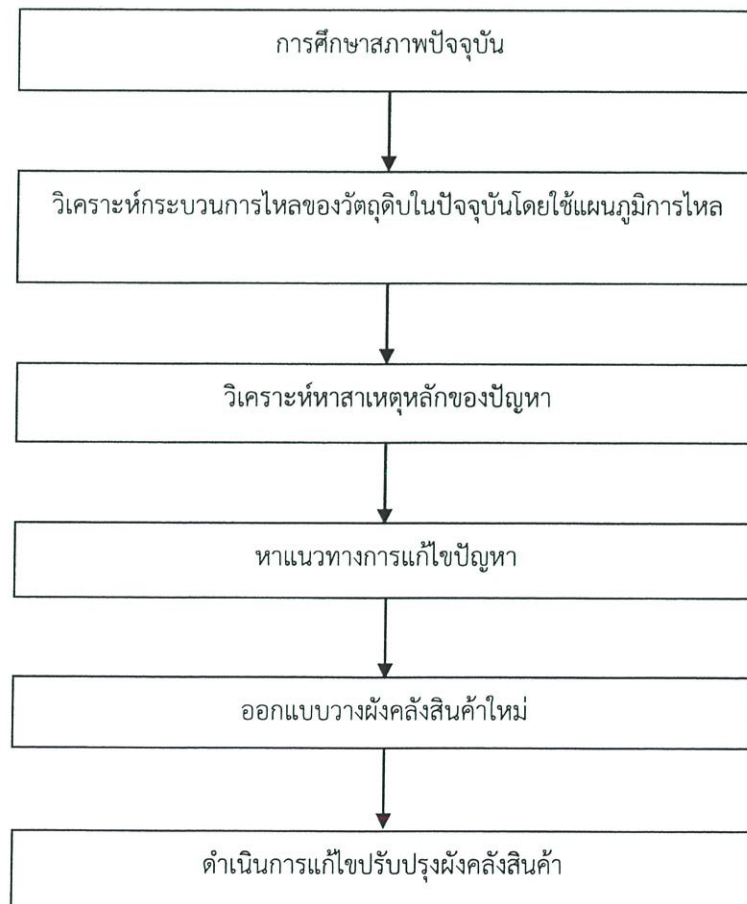 การศึกษาสภาพปัจจุบัน
วิเคราะห์กระบวนการไหลของวัตถุดิบในปัจจุบันโดยใช้แผนภูมิการไหล
วิเคราะห์หาสาเหตุหลักของปัญหา
หาแนวทางการแก้ไขปัญหา
ออกแบบวางผังคลังสินค้าใหม่
ดำเนินการแก้ไขปรับปรุงผังคลังสินค้า